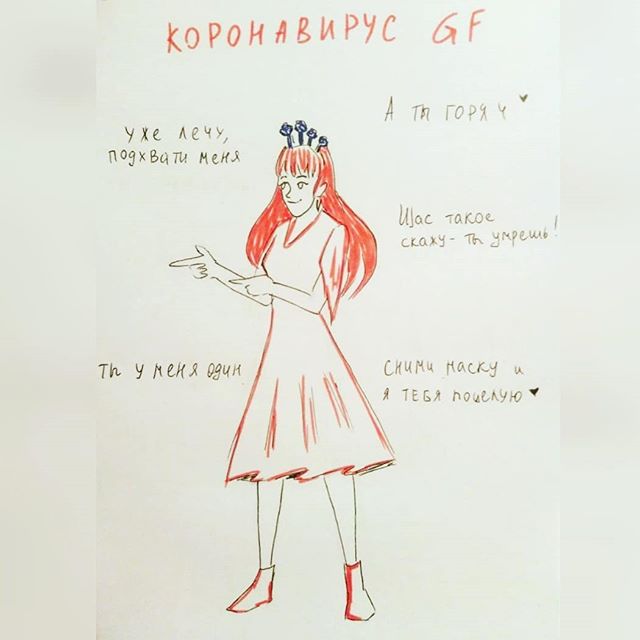 КОРОНАВИРУС GF
А ТЫ ГОРЯЧ ♥
УЖЕ ЛЕЧУ,
ПОДХВАТИ МЕНЯ
Щас такое
скажу - ты умрешь!
ТЫ У МЕНЯ ОДИН
СНИМИ МАСКУ И
Я ТЕБЯ ПОЦЕЛУЮ ♥